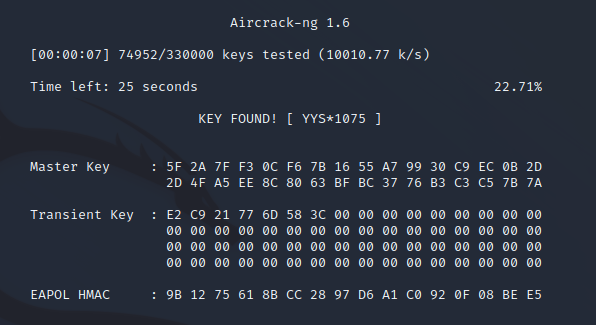 Aircrack-ng 1.6
[00:00:07] 74952/330000 keys tested (10010.77 k/s)
Time left: 25 seconds 22.71%
KEY FOUND! [ YYS*1075 ]
Master Key : 5F 2A 7F F3 0C F6 7B 16 55 A7 99 30 C9 EC 0B 2D
2D 4F A5 EE 8C 80 63 BF BC 37 76 B3 C3 C5 7B 7A
Transient Key : E2 C9 21 77 6D 58 3C 00 00 00 00 00 00 00 00 00
00 00 00 00 00 00 00 00 00 00 00 00 00 00 00 00
00 00 00 00 00 00 00 00 00 00 00 00 00 00 00 00
00 00 00 00 00 00 00 00 00 00 00 00 00 00 00 00
EAPOL HMAC : 9B 12 75 61 8B CC 28 97 D6 A1 C0 92 0F 08 BE E5